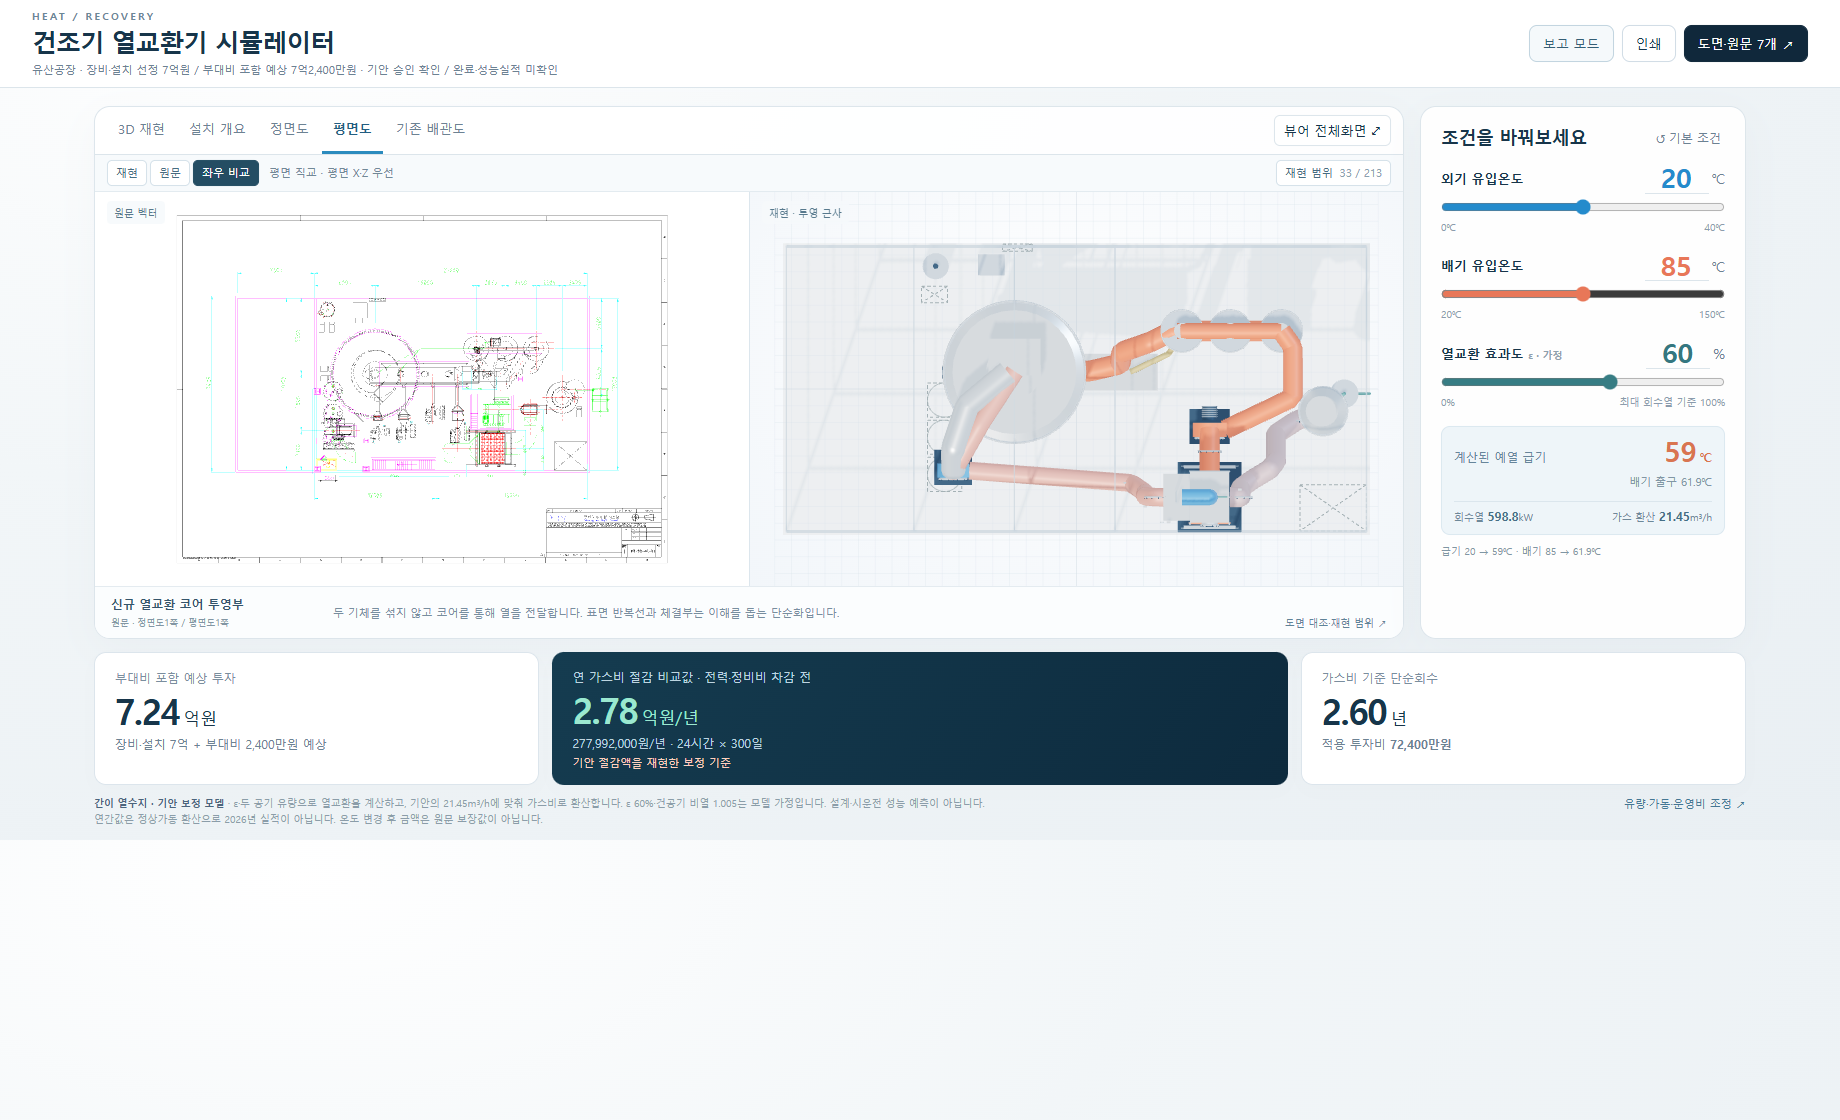 HEAT / RECOVERY
건조기 열교환기 시뮬레이터
유산공장 · 장비·설치 선정 7억원 / 부대비 포함 예상 7억2,400만원 · 기안 승인 확인 / 완료·성능실적 미확인
보고 모드
인쇄
도면·원문 7개 ↗
3D 재현
설치 개요
정면도
평면도
기존 배관도
뷰어 전체화면 ⤢
재현
원문
좌우 비교
평면 직교 · 평면 X·Z 우선
재현 범위 33 / 213
원문 벡터
재현 · 투영 근사
신규 열교환 코어 투영부
원문 · 정면도1쪽 / 평면도1쪽
두 기체를 섞지 않고 코어를 통해 열을 전달합니다. 표면 반복선과 체결부는 이해를 돕는 단순화입니다.
도면 대조·재현 범위 ↗
조건을 바꿔보세요
↺ 기본 조건
외기 유입온도
20 ℃
0℃
40℃
배기 유입온도
85 ℃
20℃
150℃
열교환 효과도 ε · 가정
60 %
0%
최대 회수열 기준 100%
계산된 예열 급기
59 ℃
배기 출구 61.9℃
회수열 598.8kW
가스 환산 21.45m³/h
급기 20 → 59℃ · 배기 85 → 61.9℃
부대비 포함 예상 투자
7.24 억원
장비·설치 7억 + 부대비 2,400만원 예상
연 가스비 절감 비교값 · 전력·정비비 차감 전
2.78 억원/년
277,992,000원/년 · 24시간 × 300일
기안 절감액을 재현한 보정 기준
가스비 기준 단순회수
2.60 년
적용 투자비 72,400만원
간이 열수지 · 기안 보정 모델 · ε·두 공기 유량으로 열교환을 계산하고, 기안의 21.45m³/h에 맞춰 가스비로 환산합니다. ε 60%·건공기 비열 1.005는 모델 가정입니다. 설계·시운전 성능 예측이 아닙니다.
연간값은 정상가동 환산으로 2026년 실적이 아닙니다. 온도 변경 후 금액은 원문 보장값이 아닙니다.
유량·가동·운영비 조정 ↗